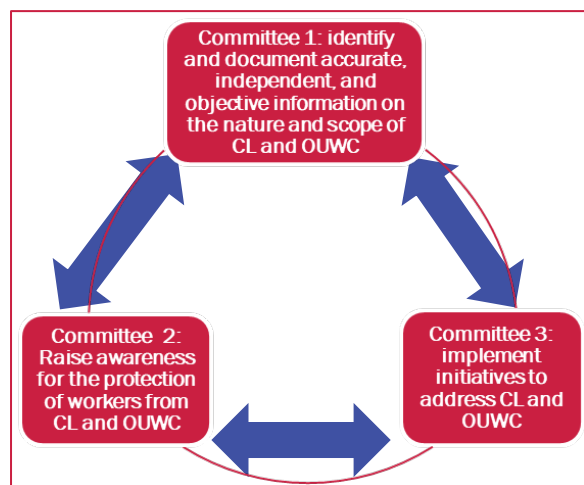 Committee 1: identify
and document accurate,
independent, and
objective information on
the nature and scope of
CL and OUWC
Committee 2:
Raise awareness
for the protection
of workers from
CL and OUWC
Committee 3:
implement
initiatives to
address CL and
OUWC